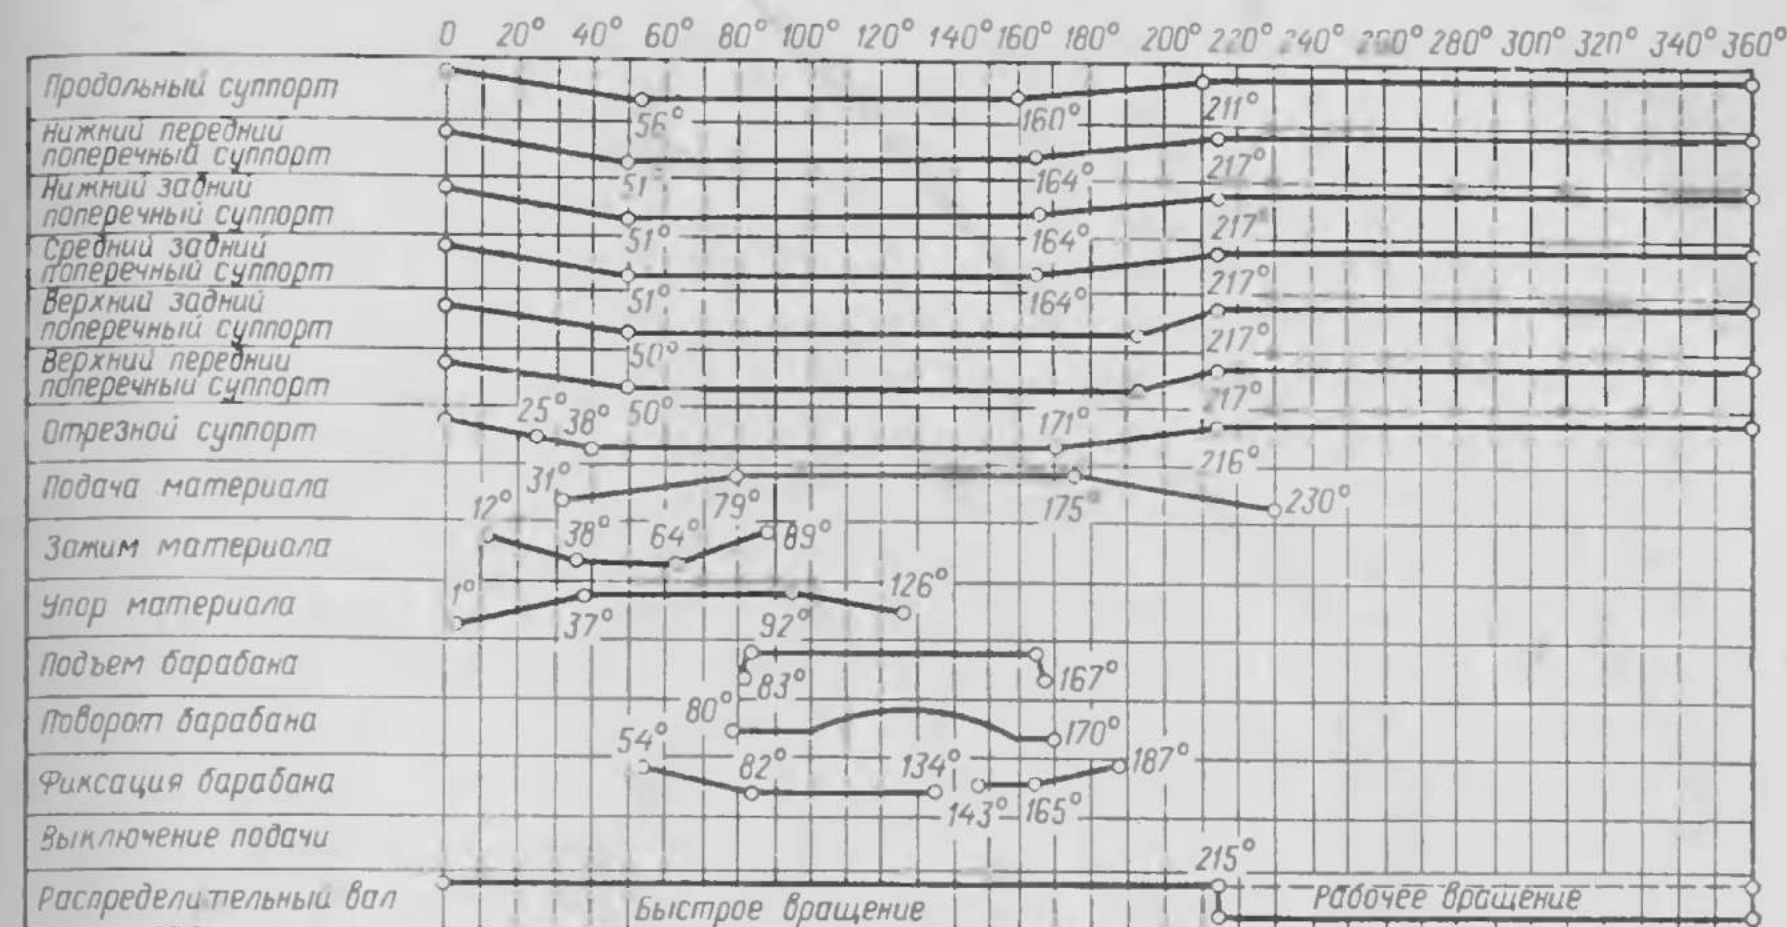 0 20° 40° 60° 80° 100° 120° 140° 160° 180° 200° 220° 240° 260° 280° 300° 320° 340° 360°
Продольный суппорт
56° 160° 211°
Нижний передний
поперечный суппорт
51 164° 217°
Нижний задний
поперечный суппорт
51° 164° 217°
Средний задний
поперечный суппорт
51° 164° 217°
Верхний задний
поперечный суппорт
50° 217°
Верхний передний
поперечный суппорт
50° 217°
Отрезной суппорт
25° 38° 171° 216°
Подача материала
31° 79° 175° 230°
Зажим материала
12° 38° 64° 89°
Упор материала
1° 37° 92° 126°
Подъем барабана
83° 167°
Поворот барабана
80° 170°
Фиксация барабана
54° 82° 134° 143° 165° 187°
Выключение подачи
215°
Распределительный вал
Быстрое вращение
Рабочее вращение